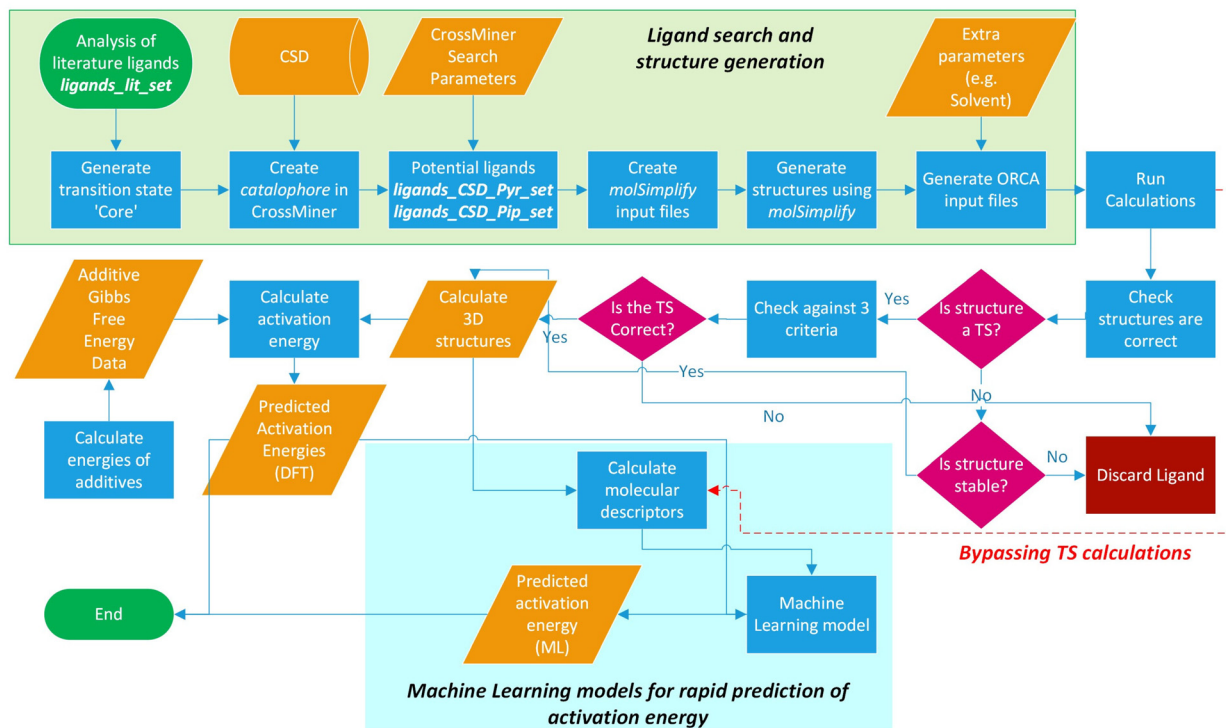 Analysis of
literature ligands
ligands_lit_set
CSD
CrossMiner
Search
Parameters
Ligand search and
structure generation
Extra
parameters
(e.g.
Solvent)
Generate
transition state
'Core'
Create
catalophore in
CrossMiner
Potential ligands
ligands_CSD_Pyr_set
ligands_CSD_Pip_set
Create
molSimplify
input files
Generate
structures using
molSimplify
Generate ORCA
input files
Run
Calculations
Additive
Gibbs
Free
Energy
Data
Calculate
activation
energy
Calculate
3D
structures
Yes
Is the TS
Correct?
Check against 3
criteria
Yes
Is structure
a TS?
Check
structures are
correct
Yes
No
No
Calculate
energies of
additives
Predicted
Activation
Energies
(DFT)
Calculate
molecular
descriptors
Is structure
stable?
No
Discard Ligand
Bypassing TS calculations
End
Predicted
activation
energy
(ML)
Machine
Learning model
Machine Learning models for rapid prediction of
activation energy